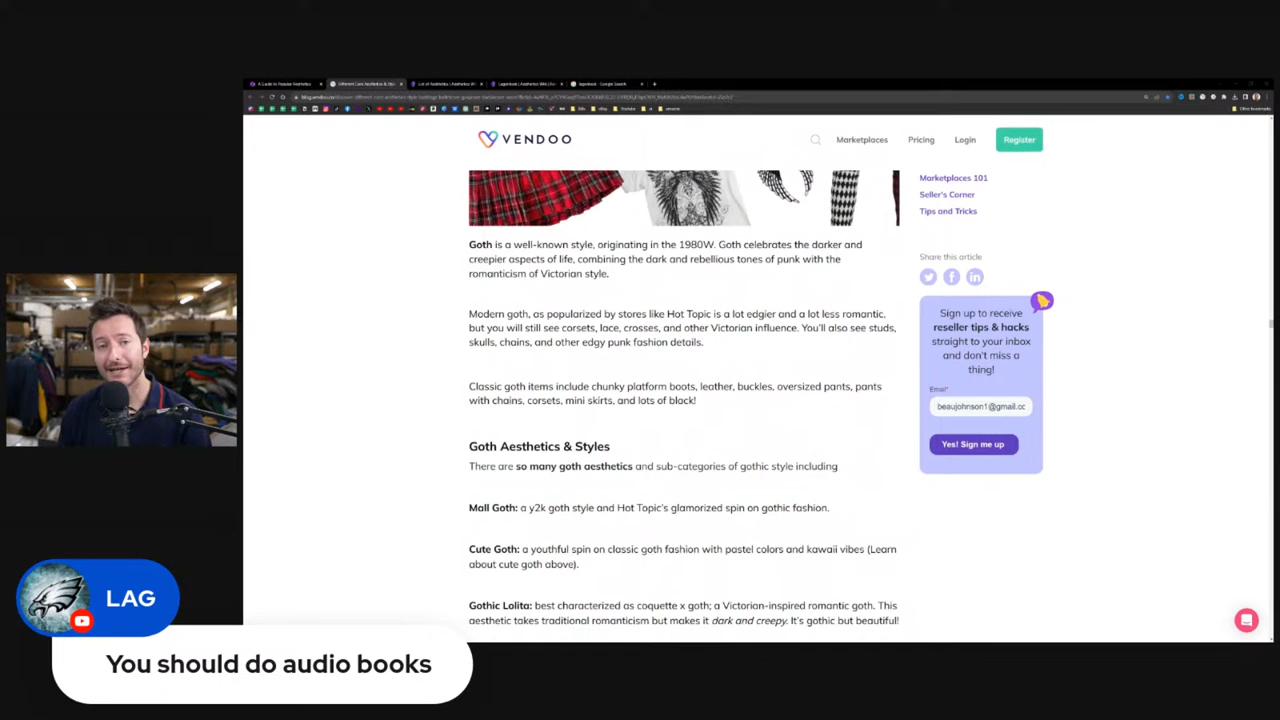 A Guide to Popular Aesthetics
VENDOO
Marketplaces
Pricing
Login
Register
Marketplaces 101
Seller's Corner
Tips and Tricks
Goth is a well-known style, originating in the 1980W. Goth celebrates the darker and
creepier aspects of life, combining the dark and rebellious tones of punk with the
romanticism of Victorian style.
Share this article
Modern goth, as popularized by stores like Hot Topic is a lot edgier and a lot less romantic,
but you will still see corsets, lace, crosses, and other Victorian influence. You'll also see studs,
skulls, chains, and other edgy punk fashion details.
Sign up to receive
reseller tips & hacks
straight to your inbox
and don't miss a
thing!
Email*
beaujohnson1@gmail.cc
Yes! Sign me up
Classic goth items include chunky platform boots, leather, buckles, oversized pants, pants
with chains, corsets, mini skirts, and lots of black!
Goth Aesthetics & Styles
There are so many goth aesthetics and sub-categories of gothic style including
Mall Goth: a y2k goth style and Hot Topic's glamorized spin on gothic fashion.
Cute Goth: a youthful spin on classic goth fashion with pastel colors and kawaii vibes (Learn
about cute goth above).
Gothic Lolita: best characterized as coquette x goth; a Victorian-inspired romantic goth. This
aesthetic takes traditional romanticism but makes it dark and creepy. It's gothic but beautiful!
LAG
You should do audio books